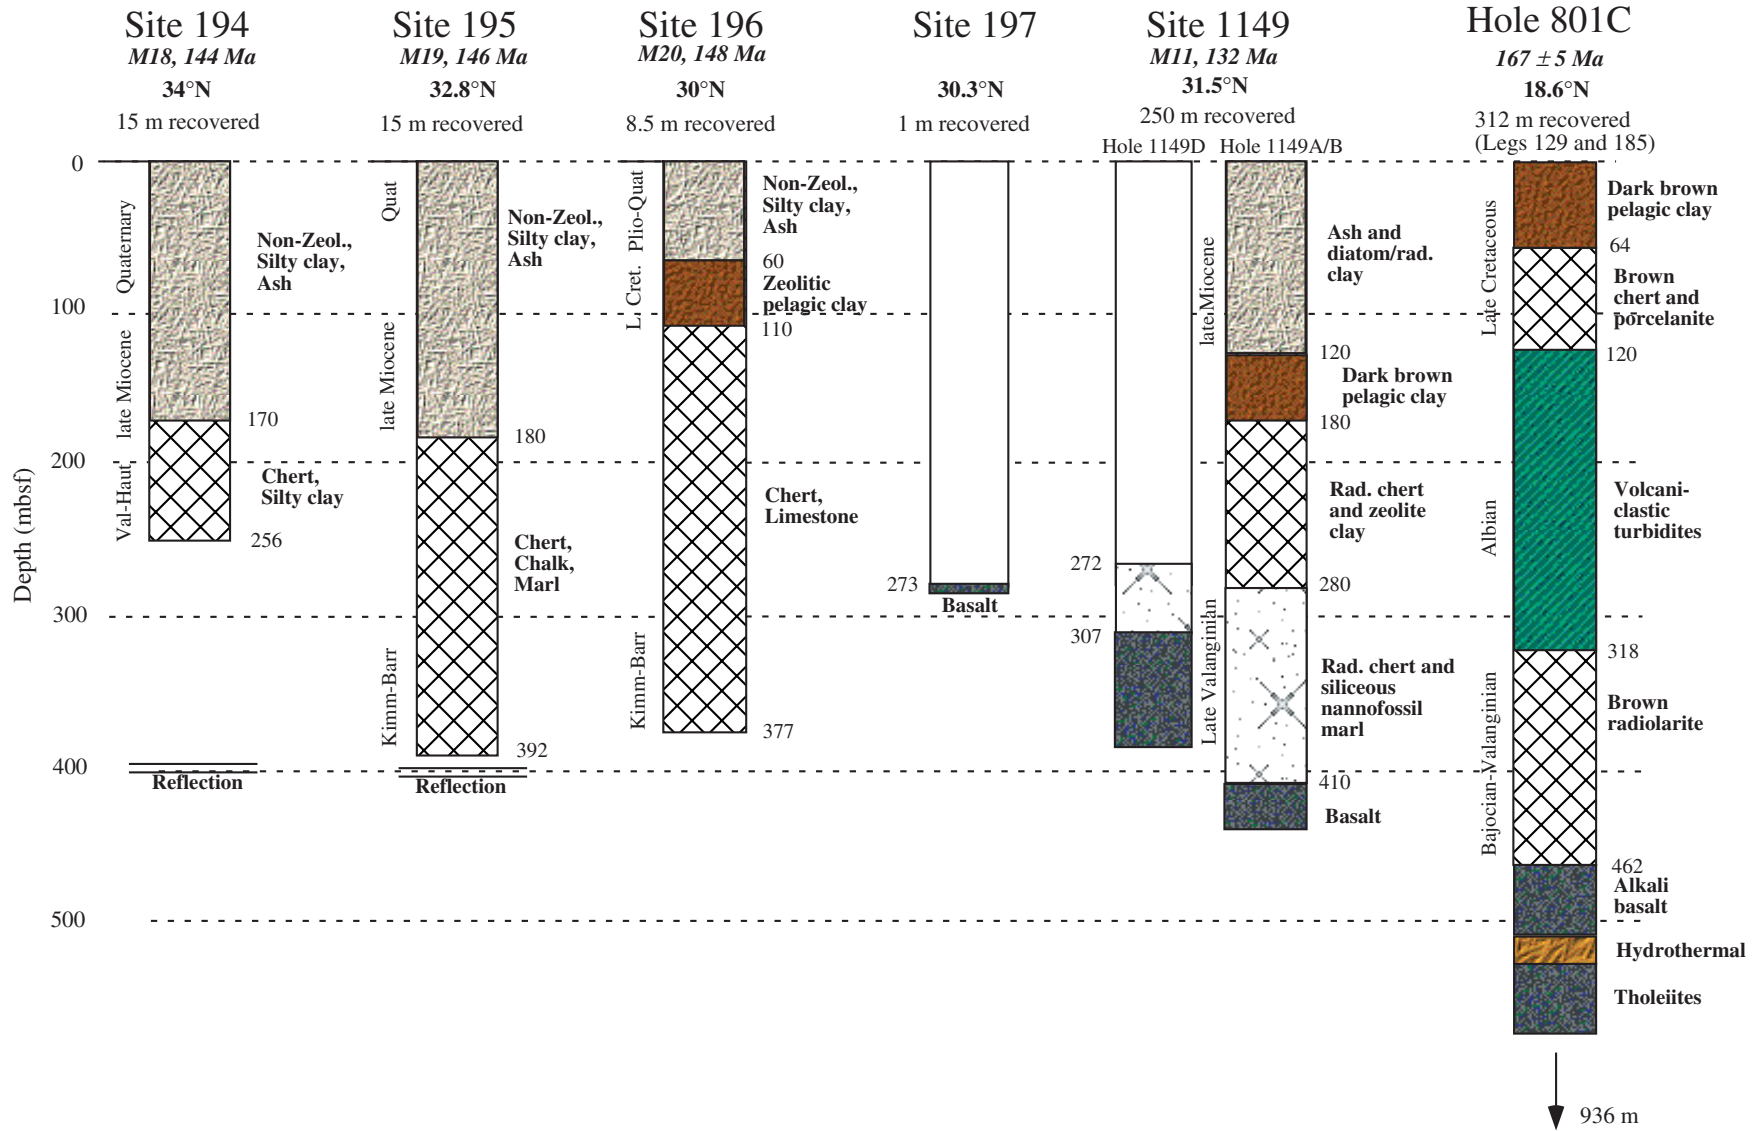 Site 194
M18, 144 Ma
34°N
15 m recovered
Site 195
M19, 146 Ma
32.8°N
15 m recovered
Site 196
M20, 148 Ma
30°N
8.5 m recovered
Site 197
30.3°N
1 m recovered
Site 1149
M11, 132 Ma
31.5°N
250 m recovered
Hole 1149D
Hole 1149A/B
Hole 801C
167 ± 5 Ma
18.6°N
312 m recovered
(Legs 129 and 185)
Depth (mbsf)
0
100
200
300
400
500
Quaternary
late Miocene
Val-Haut
Non-Zeol.,
Silty clay,
Ash
170
Chert,
Silty clay
256
Reflection
Quat
late Miocene
Kimm-Barr
Non-Zeol.,
Silty clay,
Ash
180
Chert,
Chalk,
Marl
392
Reflection
Plio-Quat
L. Cret.
Kimm-Barr
Non-Zeol.,
Silty clay,
Ash
60
Zeolitic
pelagic clay
110
Chert,
Limestone
377
273
Basalt
272
307
late Miocene
Late Valanginian
Ash and
diatom/rad.
clay
120
Dark brown
pelagic clay
180
Rad. chert
and zeolite
clay
280
Rad. chert and
siliceous
nannofossil
marl
410
Basalt
Late Cretaceous
Albian
Bajocian-Valanginian
Dark brown
pelagic clay
64
Brown
chert and
porcelanite
120
Volcani-
clastic
turbidites
318
Brown
radiolarite
462
Alkali
basalt
Hydrothermal
Tholeiites
936 m